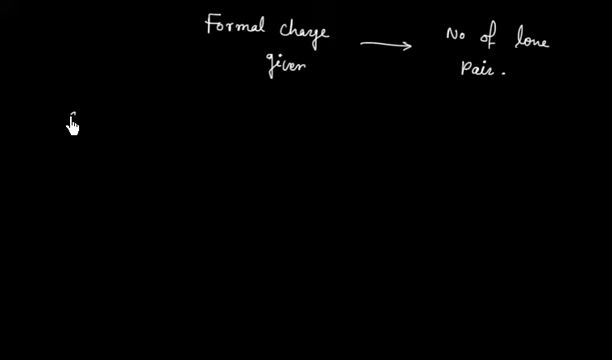 Formal charge → No of lone
given pair.